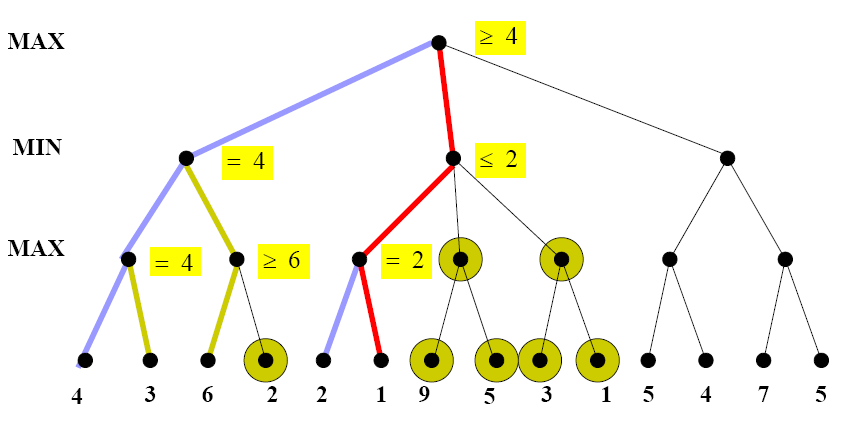 MAX
≥ 4
MIN
= 4
≤ 2
MAX
= 4
≥ 6
= 2
4 3 6 2 2 1 9 5 3 1 5 4 7 5